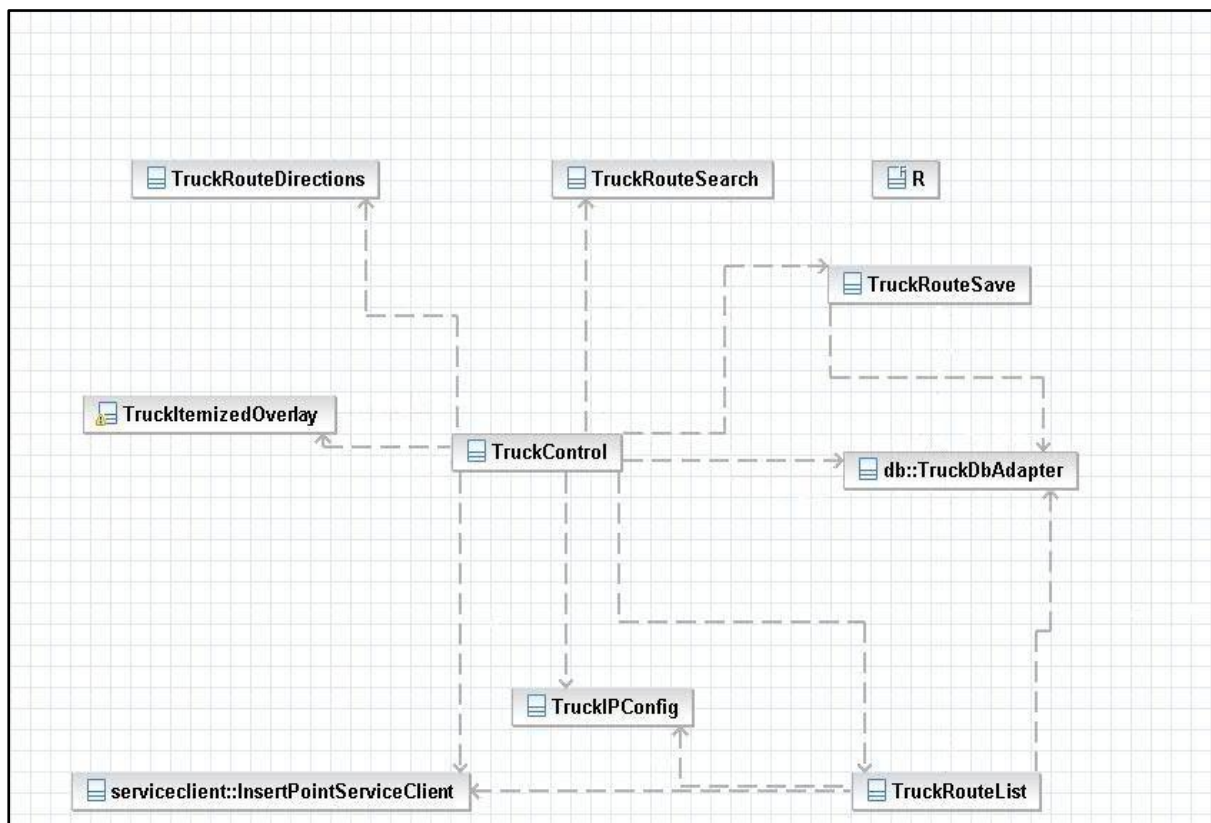 TruckRouteDirections
TruckRouteSearch
R
TruckRouteSave
TruckItemizedOverlay
TruckControl
db::TruckDbAdapter
TruckIPConfig
serviceclient::InsertPointServiceClient
TruckRouteList